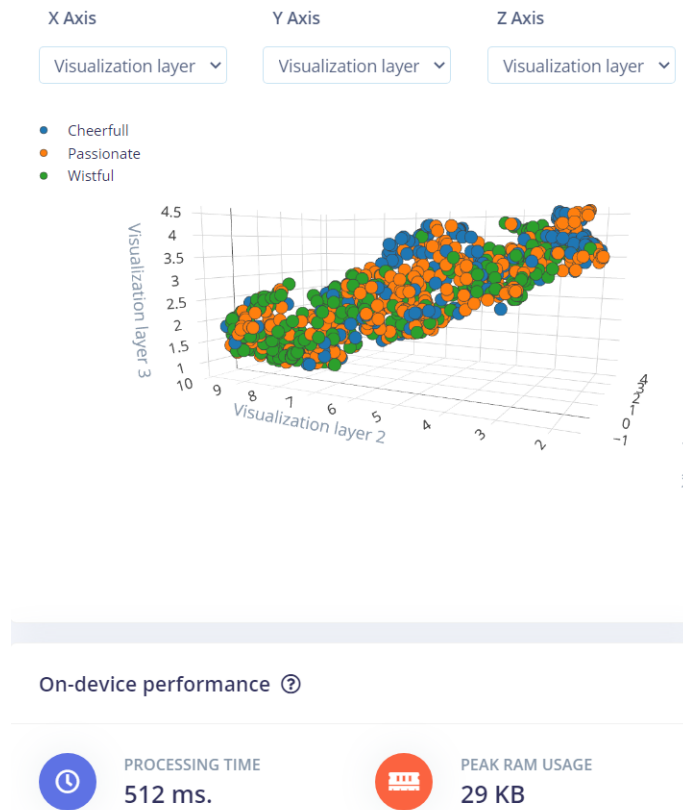 X Axis
Y Axis
Z Axis
Visualization layer
Visualization layer
Visualization layer
Cheerfull
Passionate
Wistful
4.5
4
3.5
3
2.5
2
1.5
1
Visualization layer 3
10
9
8
7
6
5
4
3
2
Visualization layer 2
4
3
2
1
0
−1
On-device performance ?
PROCESSING TIME
512 ms.
PEAK RAM USAGE
29 KB